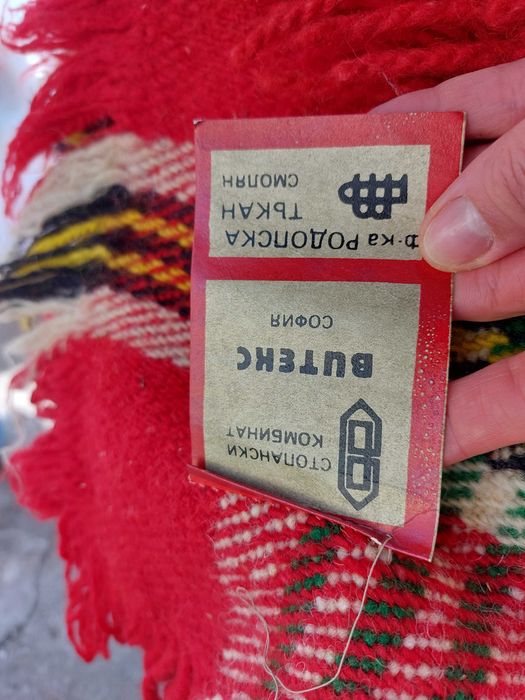 СТОПАНСКИ
КОМБИНАТ
ВИТЕКС
СОФИЯ
Ф-ка РОДОПСКА
ТЪКАН
СМОЛЯН